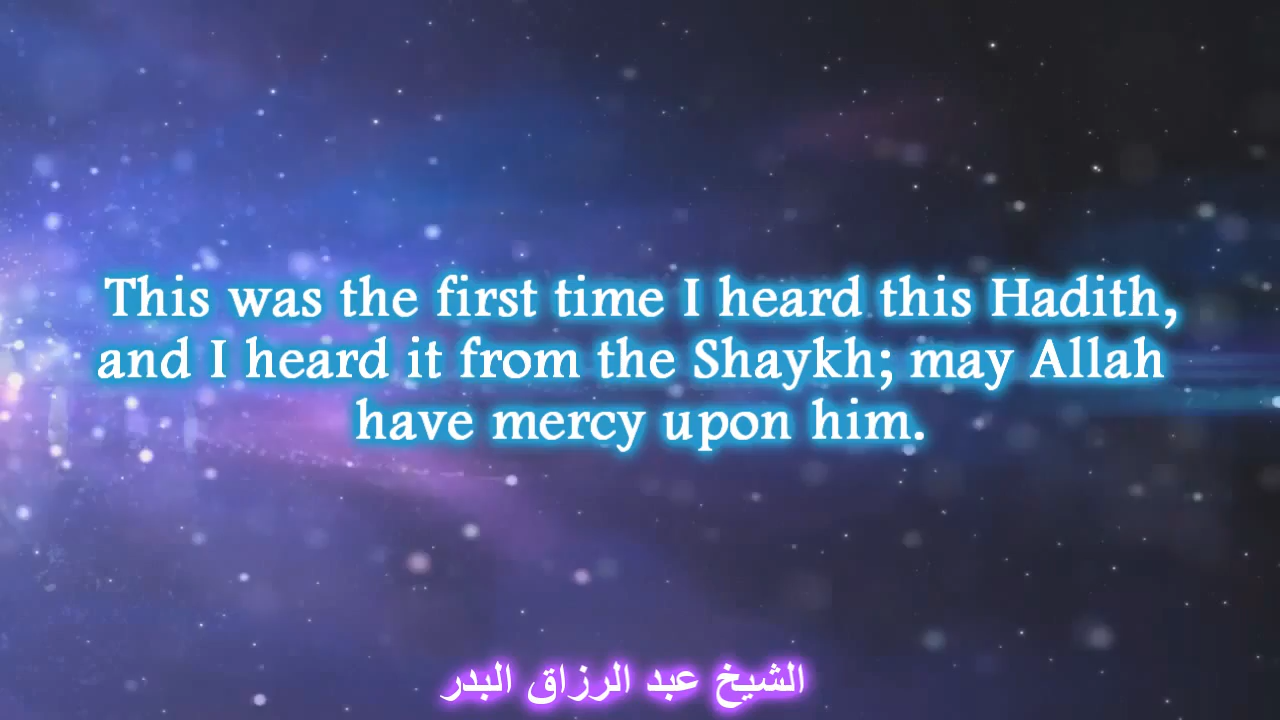 This was the first time I heard this Hadith,
and I heard it from the Shaykh; may Allah
have mercy upon him.
الشيخ عبد الرزاق البدر